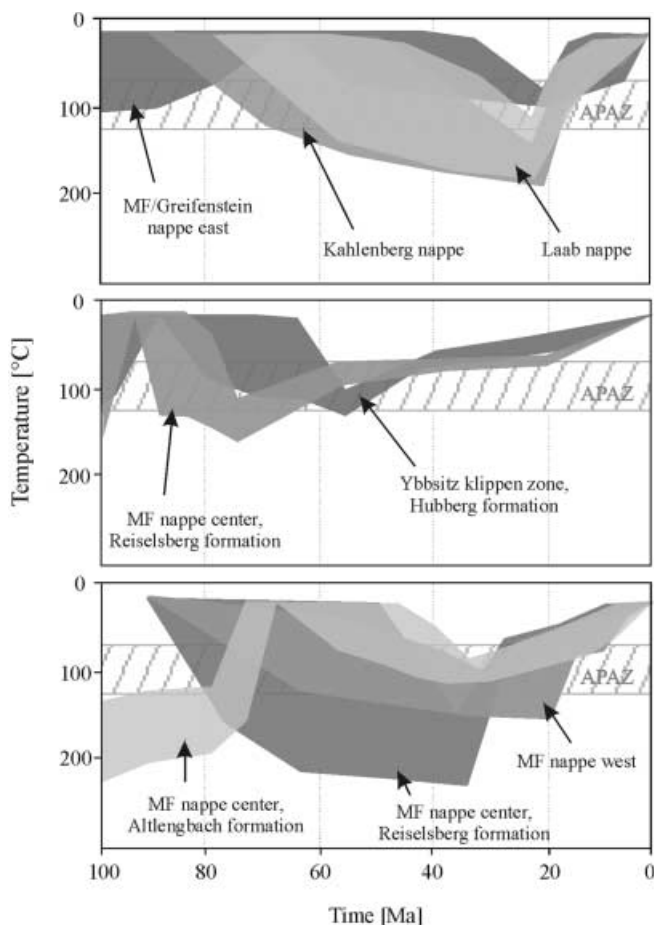 0
100
200
APAZ
MF/Greifenstein
nappe east
Kahlenberg nappe
Laab nappe
0
100
200
APAZ
Ybbsitz klippen zone,
Hubberg formation
MF nappe center,
Reiselsberg formation
Temperature [°C]
0
100
200
APAZ
MF nappe west
MF nappe center,
Altlengbach formation
MF nappe center,
Reiselsberg formation
100 80 60 40 20 0
Time [Ma]